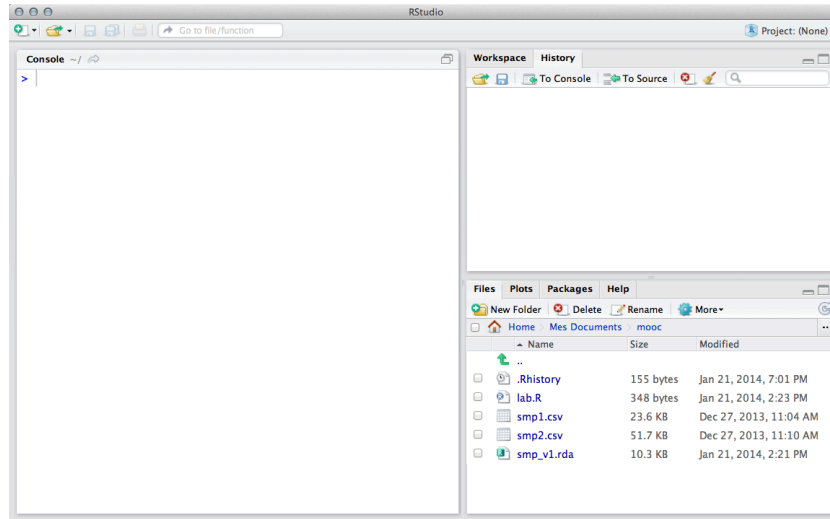 RStudio
Go to file/function
Project: (None)
Console ~/
>
Workspace History
To Console To Source
Files Plots Packages Help
New Folder Delete Rename More
Home Mes Documents mooc
Name Size Modified
..
.Rhistory 155 bytes Jan 21, 2014, 7:01 PM
lab.R 348 bytes Jan 21, 2014, 2:23 PM
smp1.csv 23.6 KB Dec 27, 2013, 11:04 AM
smp2.csv 51.7 KB Dec 27, 2013, 11:10 AM
smp_v1.rda 10.3 KB Jan 21, 2014, 2:21 PM